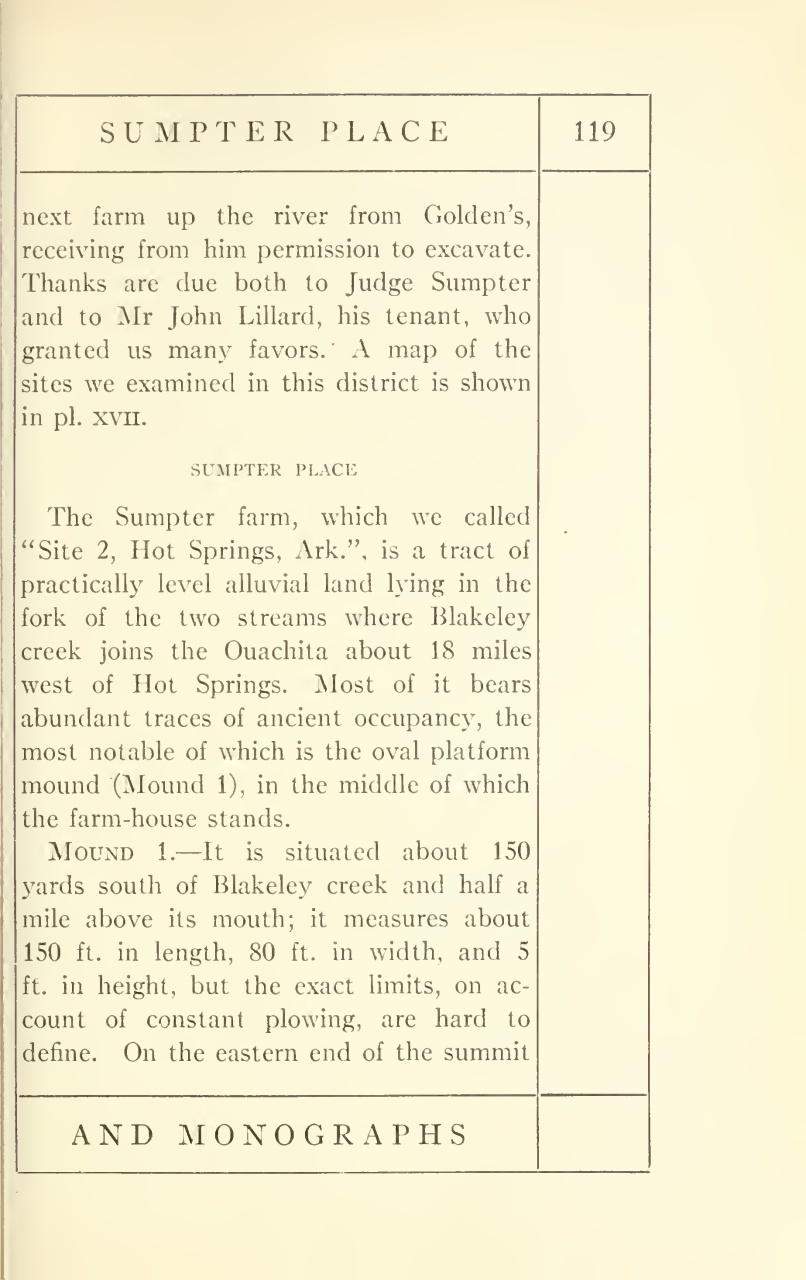 SUMPTER PLACE
119
next farm up the river from Golden's,
receiving from him permission to excavate.
Thanks are due both to Judge Sumpter
and to Mr John Lillard, his tenant, who
granted us many favors. A map of the
sites we examined in this district is shown
in pl. XVII.
SUMPTER PLACE
The Sumpter farm, which we called
"Site 2, Hot Springs, Ark.", is a tract of
practically level alluvial land lying in the
fork of the two streams where Blakeley
creek joins the Ouachita about 18 miles
west of Hot Springs. Most of it bears
abundant traces of ancient occupancy, the
most notable of which is the oval platform
mound (Mound 1), in the middle of which
the farm-house stands.
MOUND 1.—It is situated about 150
yards south of Blakeley creek and half a
mile above its mouth; it measures about
150 ft. in length, 80 ft. in width, and 5
ft. in height, but the exact limits, on ac-
count of constant plowing, are hard to
define. On the eastern end of the summit
AND MONOGRAPHS